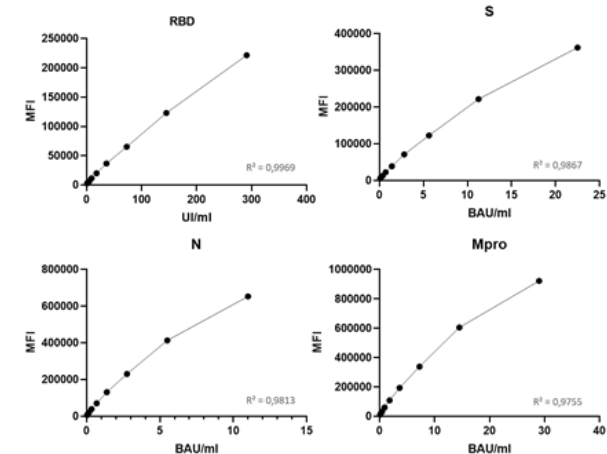 RBD
250000
200000
150000
100000
50000
0
MFI
0 100 200 300 400
UI/ml
R² = 0,9969
S
400000
300000
200000
100000
0
MFI
0 5 10 15 20 25
BAU/ml
R² = 0,9867
N
800000
600000
400000
200000
0
MFI
0 5 10 15
BAU/ml
R² = 0,9813
Mpro
1000000
800000
600000
400000
200000
0
MFI
0 10 20 30 40
BAU/ml
R² = 0,9755